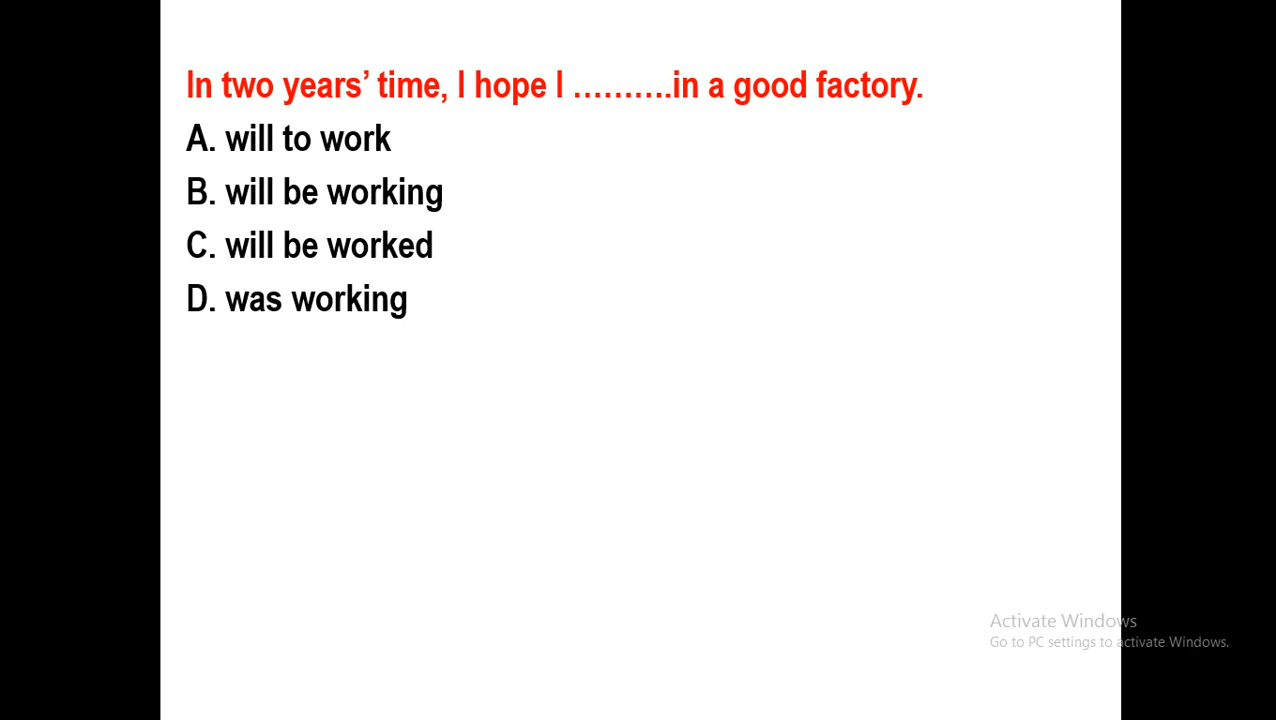 In two years’ time, I hope I ……….in a good factory.
A. will to work
B. will be working
C. will be worked
D. was working
Activate Windows
Go to PC settings to activate Windows.